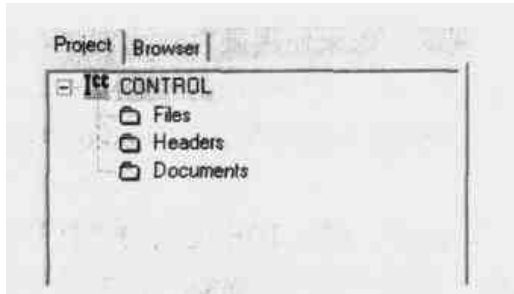 Project Browser
Icc CONTROL
Files
Headers
Documents